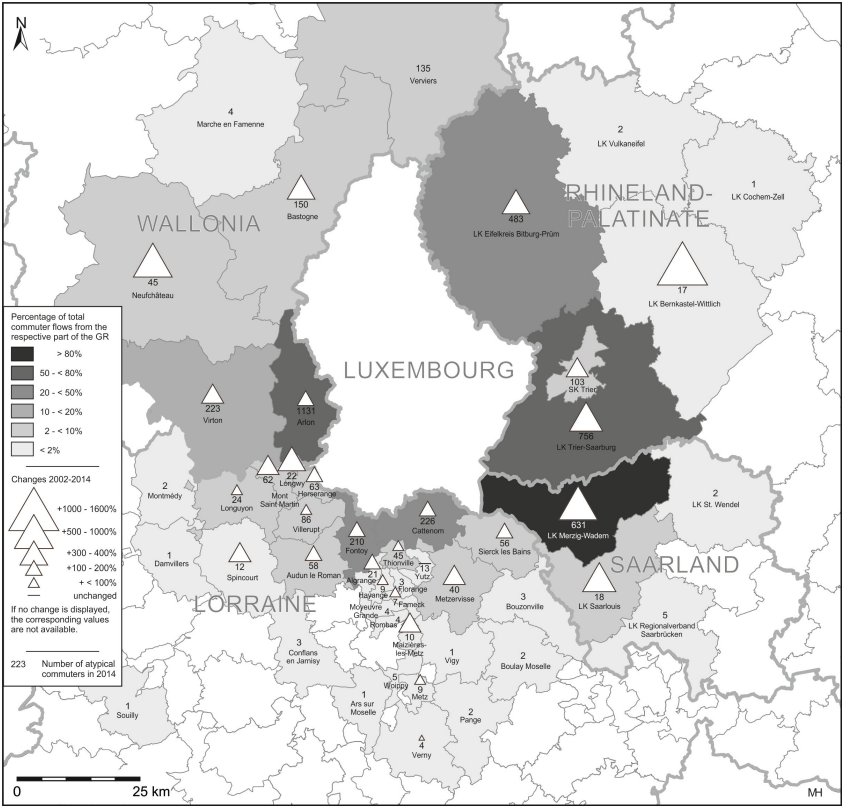 N
135
Verviers
4
Marche en Famenne
2
LK Vulkaneifel
1
LK Cochem-Zell
RHINELAND-
PALATINATE
150
Bastogne
WALLONIA
483
LK Eifelkreis Bitburg-Prüm
45
Neufchâteau
17
LK Bernkastel-Wittlich
Percentage of total
commuter flows from the
respective part of the GR
> 80%
50 - < 80%
20 - < 50%
10 - < 20%
2 - < 10%
< 2%
Changes 2002-2014
+1000 - 1600%
+500 - 1000%
+300 - 400%
+100 - 200%
+ < 100%
unchanged
If no change is displayed,
the corresponding values
are not available.
223 Number of atypical
commuters in 2014
LUXEMBOURG
103
SK Trier
223
Virton
1131
Arlon
756
LK Trier-Saarburg
62
Mont
Saint Martin
22
Longwy
63
Herserange
2
Montmédy
24
Longuyon
86
Villerupt
2
LK St. Wendel
631
LK Merzig-Wadern
210
Fontoy
226
Cattenom
56
Sierck les Bains
1
Damvillers
12
Spincourt
58
Audun le Roman
45
Thionville
13
Yutz
21
Algrange
9
Hayange
3
Florange
7
Fameck
40
Metzervisse
SAARLAND
18
LK Saarlouis
LORRAINE
Moyeuvre
Grande
4
Rombas
4
3
Bouzonville
5
LK Regionalverband
Saarbrücken
10
Maizières-
les-Metz
3
Conflans
en Jarnisy
1
Vigy
2
Boulay Moselle
5
Woippy
9
Metz
1
Souilly
1
Ars sur
Moselle
2
Pange
4
Verny
0 25 km
MH